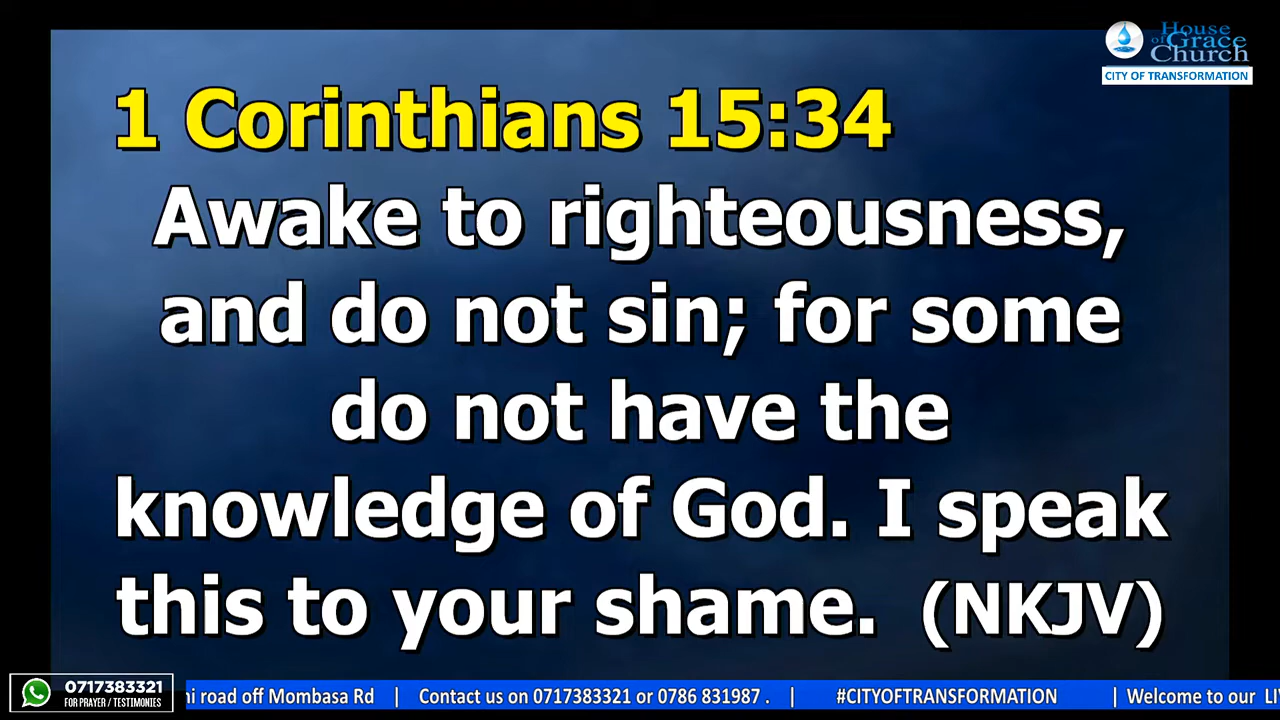 House
of Grace
Church
CITY OF TRANSFORMATION
1 Corinthians 15:34
Awake to righteousness,
and do not sin; for some
do not have the
knowledge of God. I speak
this to your shame. (NKJV)
0717383321
FOR PRAYER / TESTIMONIES
road off Mombasa Rd | Contact us on 0717383321 or 0786 831987 . | #CITYOFTRANSFORMATION | Welcome to our